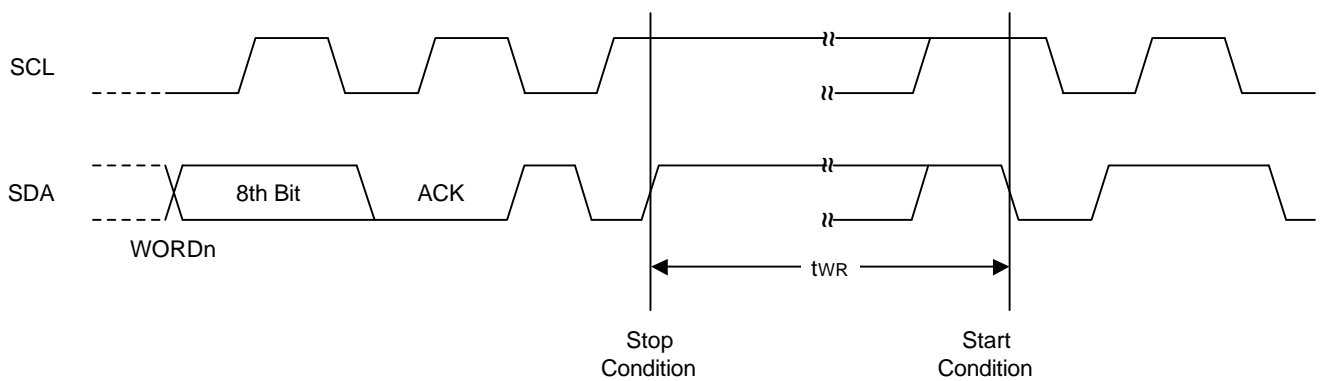 SCL
SDA
8th Bit
ACK
WORDn
tWR
Stop
Condition
Start
Condition